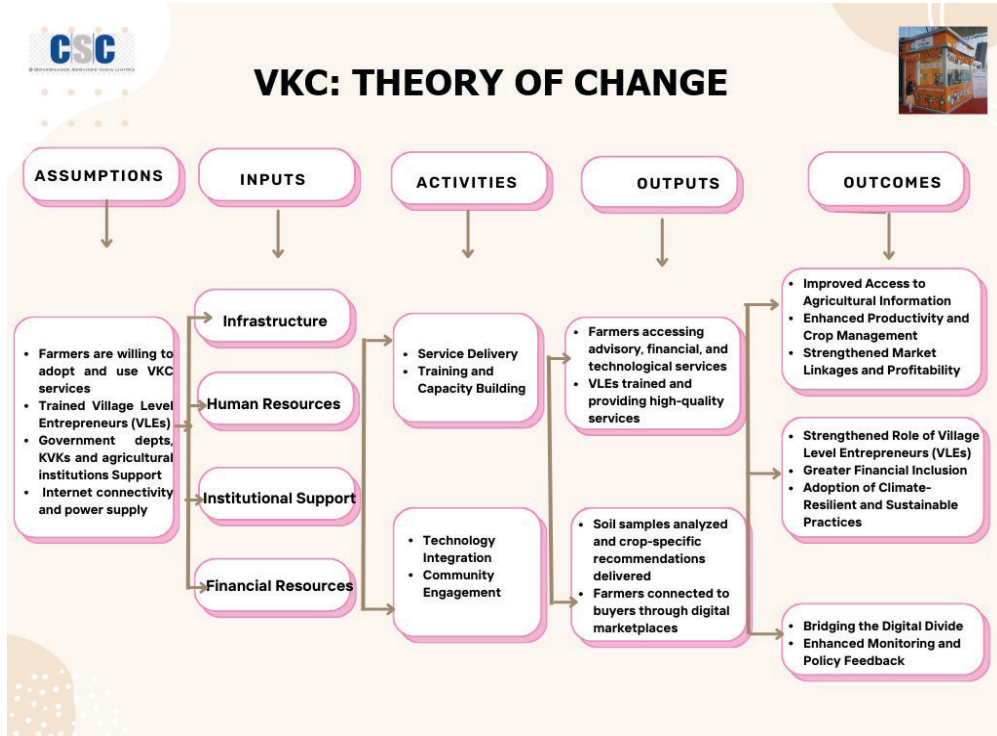 CSC
e-GOVERNANCE SERVICES INDIA LIMITED
VKC: THEORY OF CHANGE
ASSUMPTIONS
INPUTS
ACTIVITIES
OUTPUTS
OUTCOMES
• Farmers are willing to
adopt and use VKC
services
• Trained Village Level
Entrepreneurs (VLEs)
• Government depts,
KVKs and agricultural
institutions Support
• Internet connectivity
and power supply
Infrastructure
Human Resources
Institutional Support
Financial Resources
• Service Delivery
• Training and
Capacity Building
• Technology
Integration
• Community
Engagement
• Farmers accessing
advisory, financial, and
technological services
• VLEs trained and
providing high-quality
services
• Soil samples analyzed
and crop-specific
recommendations
delivered
• Farmers connected to
buyers through digital
marketplaces
• Improved Access to
Agricultural Information
• Enhanced Productivity and
Crop Management
• Strengthened Market
Linkages and Profitability
• Strengthened Role of Village
Level Entrepreneurs (VLEs)
• Greater Financial Inclusion
• Adoption of Climate-
Resilient and Sustainable
Practices
• Bridging the Digital Divide
• Enhanced Monitoring and
Policy Feedback